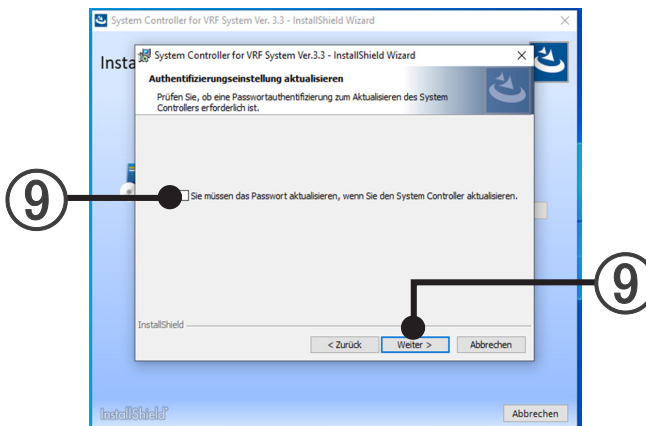 System Controller for VRF System Ver. 3.3 - InstallShield Wizard
Insta
System Controller for VRF System Ver.3.3 - InstallShield Wizard
Authentifizierungseinstellung aktualisieren
Prüfen Sie, ob eine Passwortauthentifizierung zum Aktualisieren des System
Controllers erforderlich ist.
⑨
Sie müssen das Passwort aktualisieren, wenn Sie den System Controller aktualisieren.
⑨
InstallShield
< Zurück Weiter > Abbrechen
InstallShield
Abbrechen